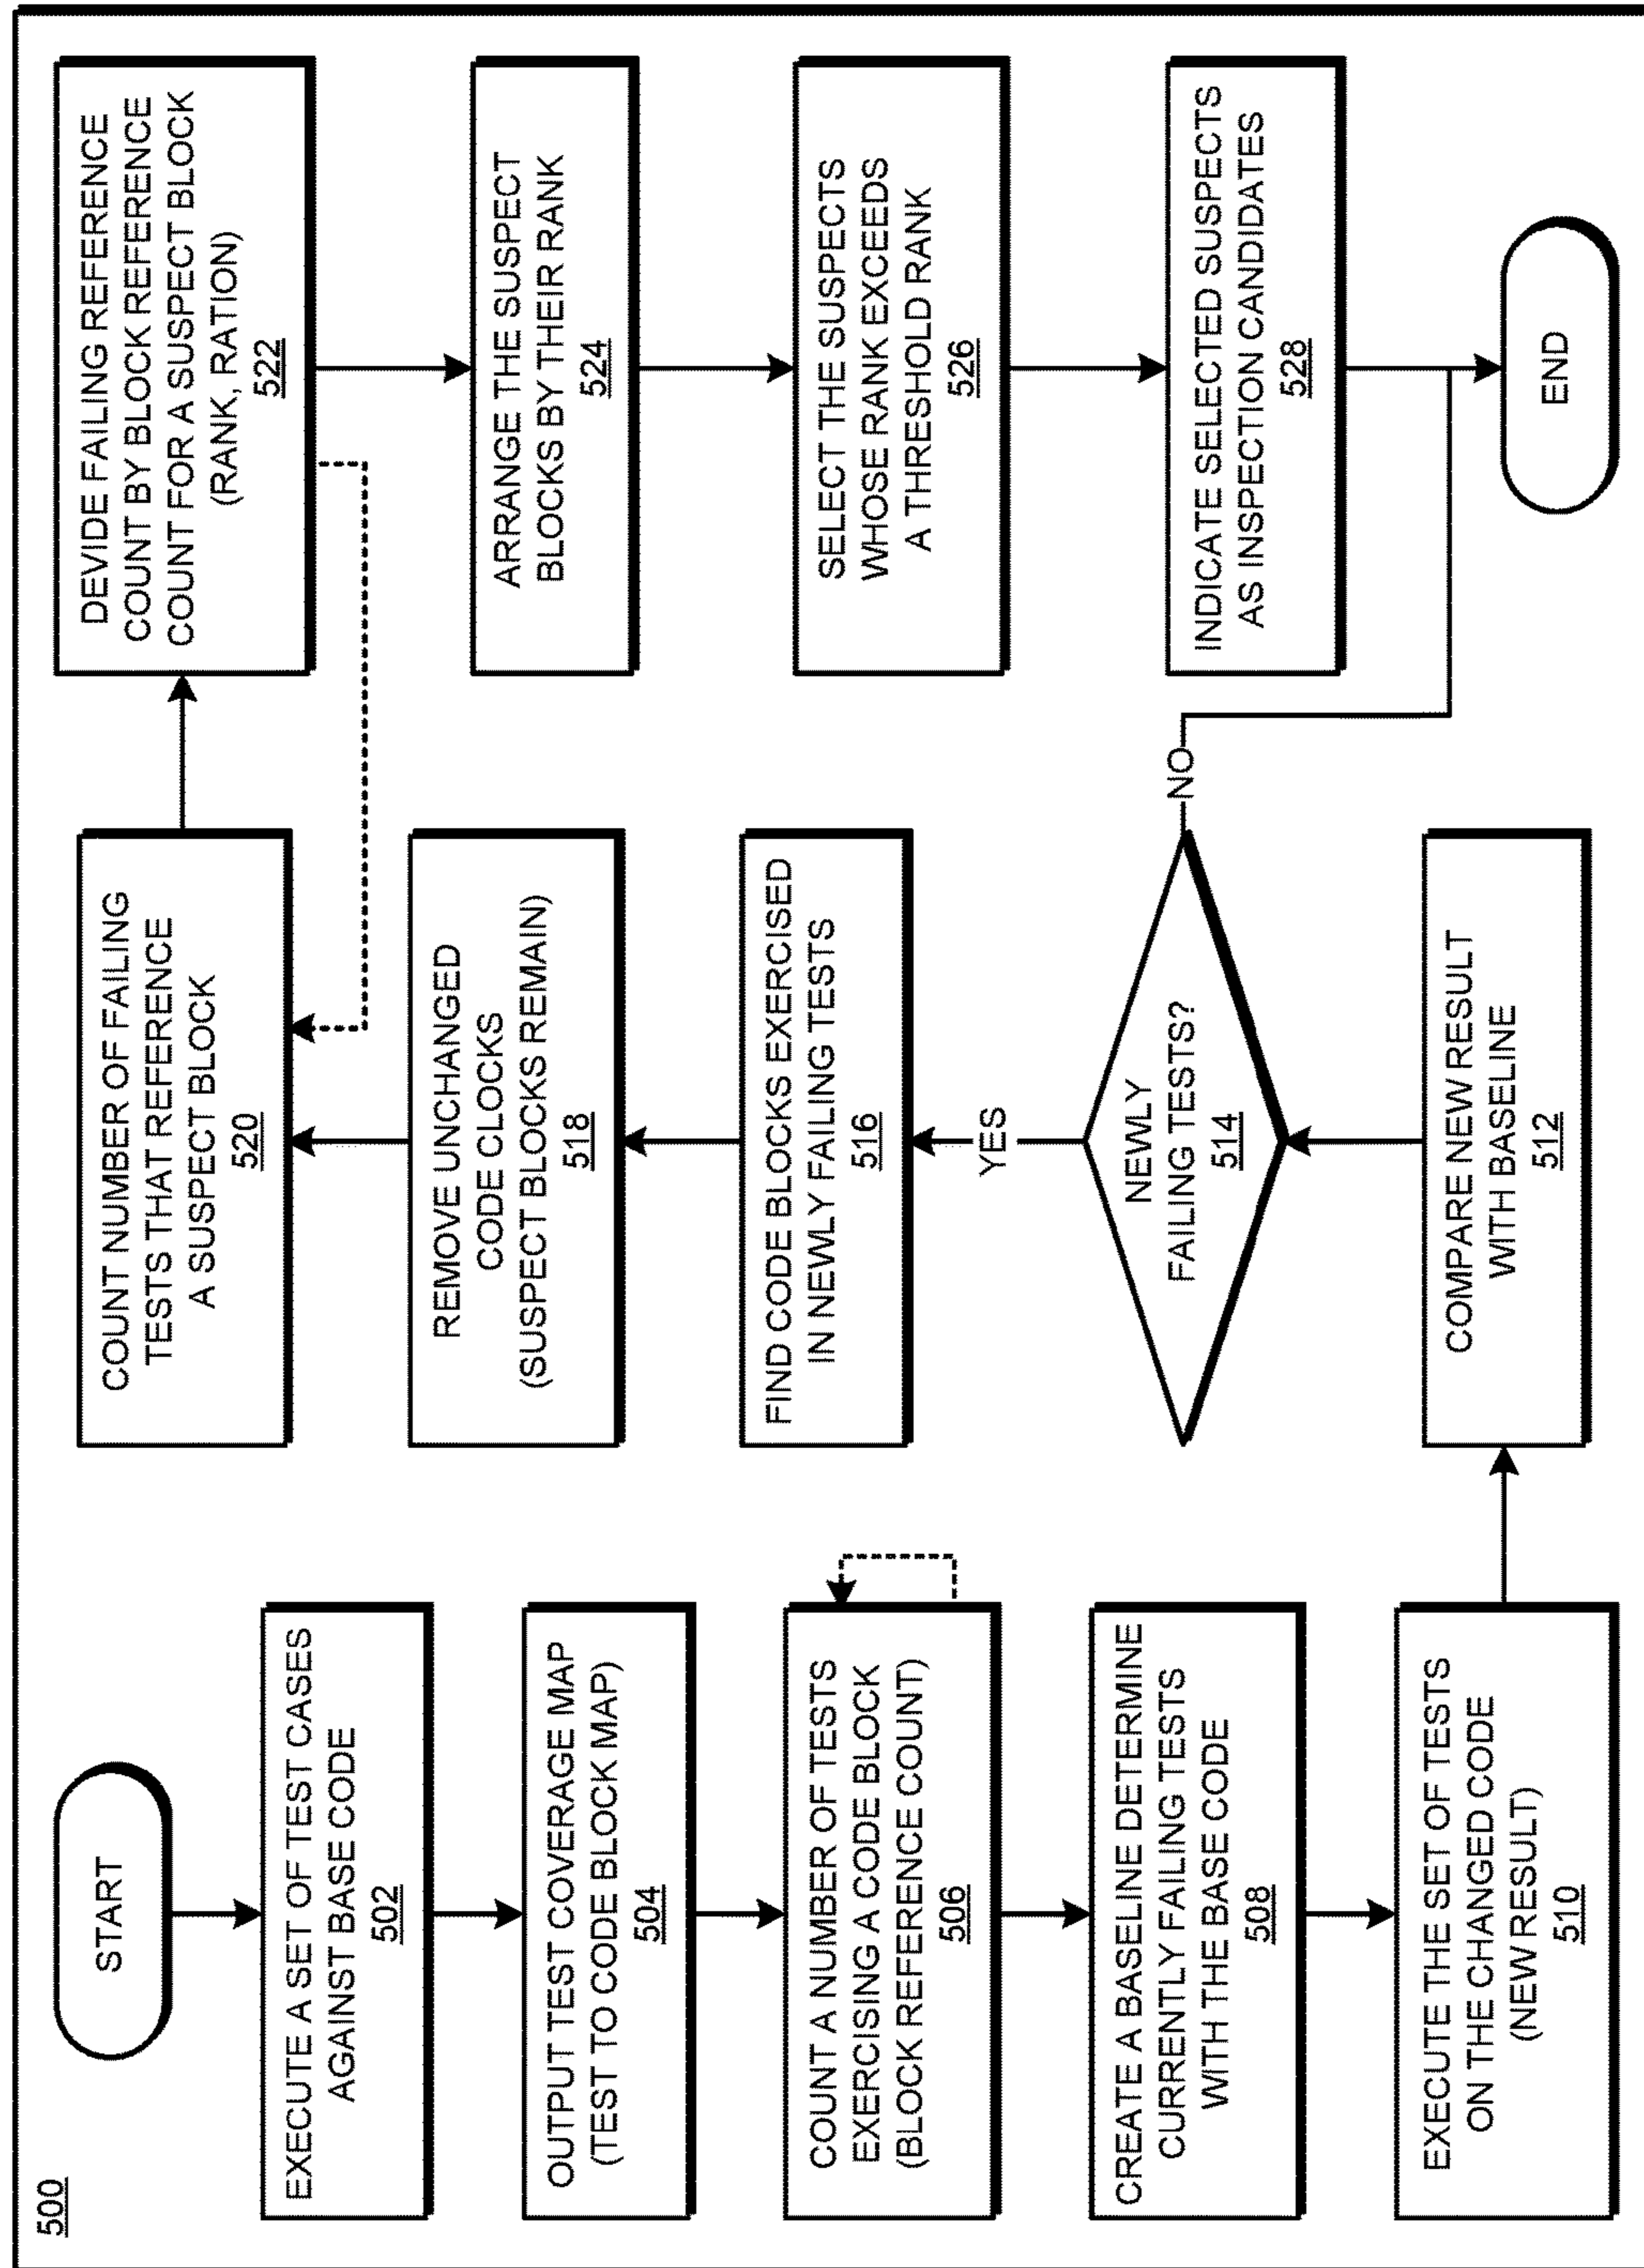 500
START
EXECUTE A SET OF TEST CASES
AGAINST BASE CODE
502
OUTPUT TEST COVERAGE MAP
(TEST TO CODE BLOCK MAP)
504
COUNT A NUMBER OF TESTS
EXERCISING A CODE BLOCK
(BLOCK REFERENCE COUNT)
506
CREATE A BASELINE DETERMINE
CURRENTLY FAILING TESTS
WITH THE BASE CODE
508
EXECUTE THE SET OF TESTS
ON THE CHANGED CODE
(NEW RESULT)
510
COMPARE NEW RESULT
WITH BASELINE
512
NEWLY
FAILING TESTS?
514
YES
NO
FIND CODE BLOCKS EXERCISED
IN NEWLY FAILING TESTS
516
REMOVE UNCHANGED
CODE CLOCKS
(SUSPECT BLOCKS REMAIN)
518
COUNT NUMBER OF FAILING
TESTS THAT REFERENCE
A SUSPECT BLOCK
520
DEVIDE FAILING REFERENCE
COUNT BY BLOCK REFERENCE
COUNT FOR A SUSPECT BLOCK
(RANK, RATION)
522
ARRANGE THE SUSPECT
BLOCKS BY THEIR RANK
524
SELECT THE SUSPECTS
WHOSE RANK EXCEEDS
A THRESHOLD RANK
526
INDICATE SELECTED SUSPECTS
AS INSPECTION CANDIDATES
528
END